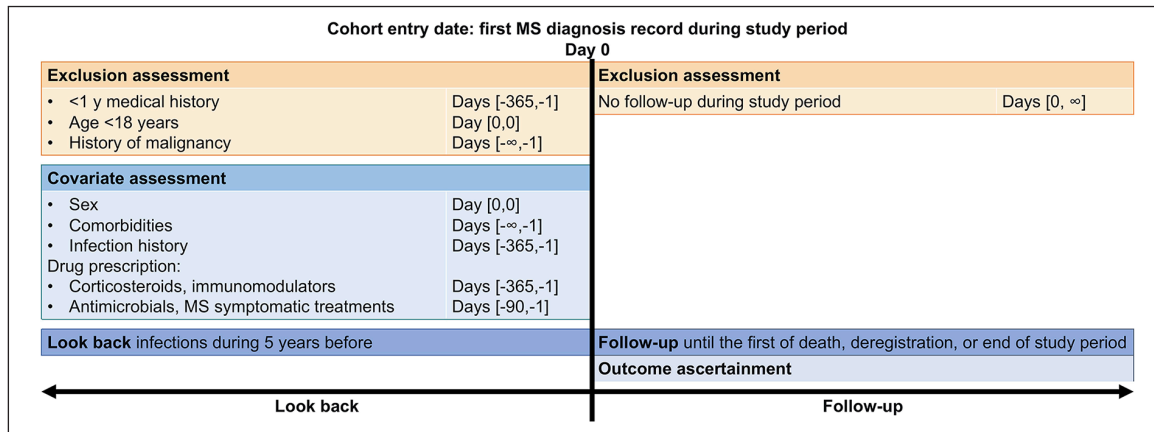 Cohort entry date: first MS diagnosis record during study period
Day 0
Exclusion assessment
• <1 y medical history Days [-365,-1]
• Age <18 years Day [0,0]
• History of malignancy Days [-∞,-1]
Exclusion assessment
No follow-up during study period Days [0, ∞]
Covariate assessment
• Sex Day [0,0]
• Comorbidities Days [-∞,-1]
• Infection history Days [-365,-1]
Drug prescription:
• Corticosteroids, immunomodulators Days [-365,-1]
• Antimicrobials, MS symptomatic treatments Days [-90,-1]
Look back infections during 5 years before
Follow-up until the first of death, deregistration, or end of study period
Outcome ascertainment
Look back
Follow-up